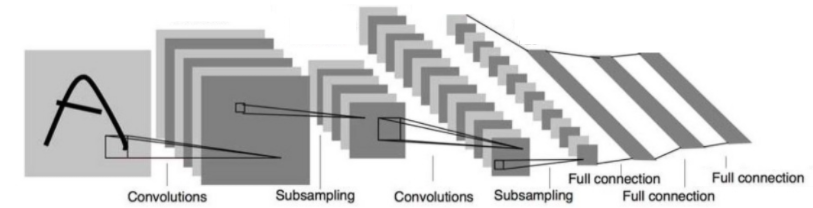 A
Convolutions
Subsampling
Convolutions
Subsampling
Full connection
Full connection
Full connection